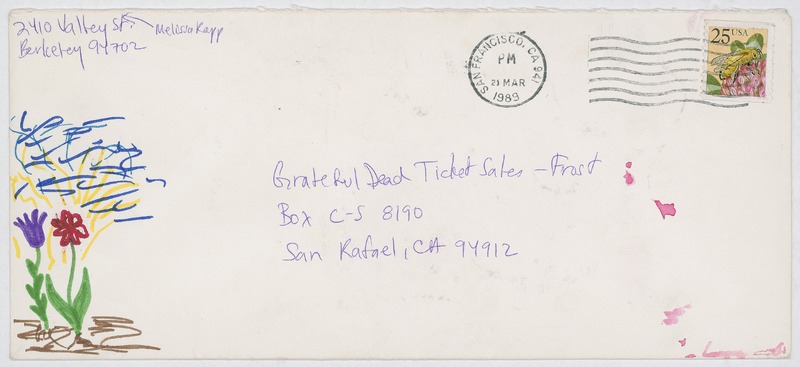 2410 Valley St.
Melissa Kapp
Berkeley 94702
SAN FRANCISCO, CA 941
PM
21 MAR
1989
25 USA
Grateful Dead Ticket Sales - Frost
Box C-S 8190
San Rafael, CA 94912